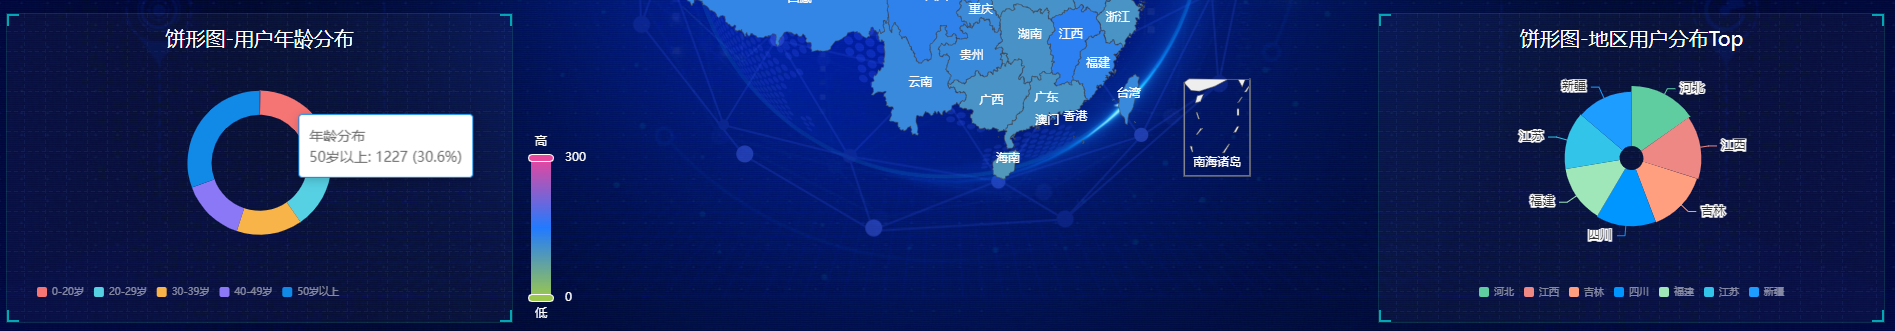 饼形图-用户年龄分布
年龄分布
50岁以上: 1227 (30.6%)
0-20岁 20-29岁 30-39岁 40-49岁 50岁以上
重庆
浙江
湖南
江西
贵州
福建
云南
广西
广东
台湾
澳门
香港
海南
南海诸岛
高
300
0
低
饼形图-地区用户分布Top
新疆
河北
江苏
江西
福建
吉林
四川
河北 江西 吉林 四川 福建 江苏 新疆